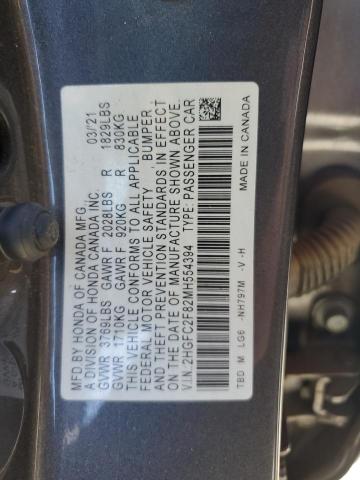 MFD.BY HONDA OF CANADA MFG. 03/21
A DIVISION OF HONDA CANADA INC.
GVWR 3769LBS GAWR F 2028LBS R 1829LBS
GVWR 1710KG GAWR F 920KG R 830KG
THIS VEHICLE CONFORMS TO ALL APPLICABLE
FEDERAL MOTOR VEHICLE SAFETY BUMPER,
AND THEFT PREVENTION STANDARDS IN EFFECT
ON THE DATE OF MANUFACTURE SHOWN ABOVE.
V.I.N. 2HGFC2F82MH554394 TYPE: PASSENGER CAR
TBD M LG6 -NH797M -V-H MADE IN CANADA